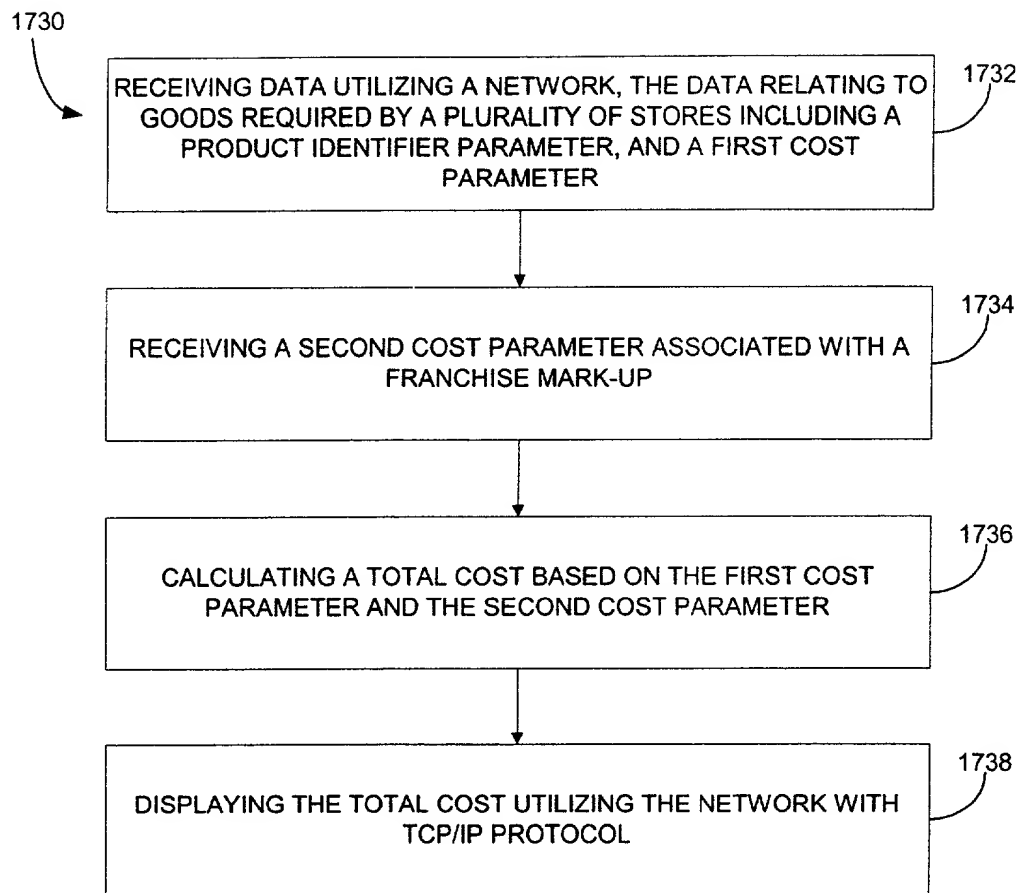 1730
RECEIVING DATA UTILIZING A NETWORK, THE DATA RELATING TO
GOODS REQUIRED BY A PLURALITY OF STORES INCLUDING A
PRODUCT IDENTIFIER PARAMETER, AND A FIRST COST
PARAMETER
1732
RECEIVING A SECOND COST PARAMETER ASSOCIATED WITH A
FRANCHISE MARK-UP
1734
CALCULATING A TOTAL COST BASED ON THE FIRST COST
PARAMETER AND THE SECOND COST PARAMETER
1736
DISPLAYING THE TOTAL COST UTILIZING THE NETWORK WITH
TCP/IP PROTOCOL
1738